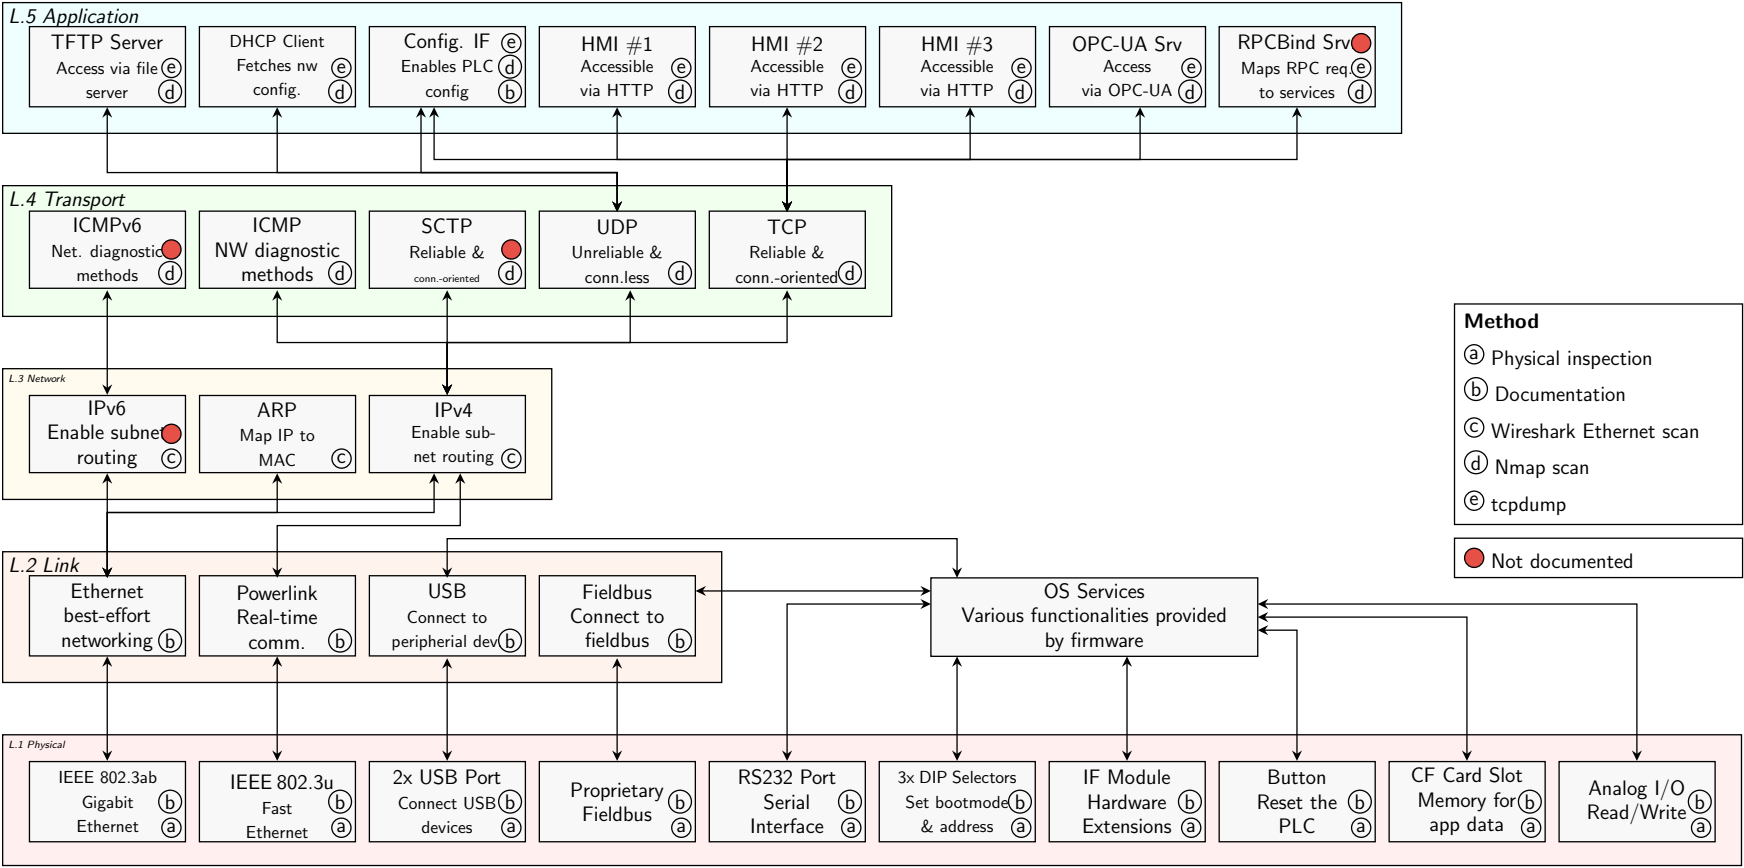 L.5 Application
TFTP Server
Access via file ⓔ
server ⓓ
DHCP Client
Fetches nw ⓔ
config. ⓓ
Config. IF ⓔ
Enables PLC ⓓ
config ⓑ
HMI #1
Accessible ⓔ
via HTTP ⓓ
HMI #2
Accessible ⓔ
via HTTP ⓓ
HMI #3
Accessible ⓔ
via HTTP ⓓ
OPC-UA Srv
Access ⓔ
via OPC-UA ⓓ
RPCBind Srv
Maps RPC req. ⓔ
to services ⓓ
L.4 Transport
ICMPv6
Net. diagnostic
methods ⓓ
ICMP
NW diagnostic
methods ⓓ
SCTP
Reliable &
conn.-oriented ⓓ
UDP
Unreliable &
conn.less ⓓ
TCP
Reliable &
conn.-oriented ⓓ
L.3 Network
IPv6
Enable subnet
routing ⓒ
ARP
Map IP to
MAC ⓒ
IPv4
Enable sub-
net routing ⓒ
Method
ⓐ Physical inspection
ⓑ Documentation
ⓒ Wireshark Ethernet scan
ⓓ Nmap scan
ⓔ tcpdump
Not documented
L.2 Link
Ethernet
best-effort
networking ⓑ
Powerlink
Real-time
comm. ⓑ
USB
Connect to
peripherial dev ⓑ
Fieldbus
Connect to
fieldbus ⓑ
OS Services
Various functionalities provided
by firmware
L.1 Physical
IEEE 802.3ab
Gigabit ⓑ
Ethernet ⓐ
IEEE 802.3u
Fast ⓑ
Ethernet ⓐ
2x USB Port
Connect USB ⓑ
devices ⓐ
Proprietary ⓑ
Fieldbus ⓐ
RS232 Port
Serial ⓑ
Interface ⓐ
3x DIP Selectors
Set bootmode ⓑ
& address ⓐ
IF Module
Hardware ⓑ
Extensions ⓐ
Button
Reset the ⓑ
PLC ⓐ
CF Card Slot
Memory for ⓑ
app data ⓐ
Analog I/O ⓑ
Read/Write ⓐ